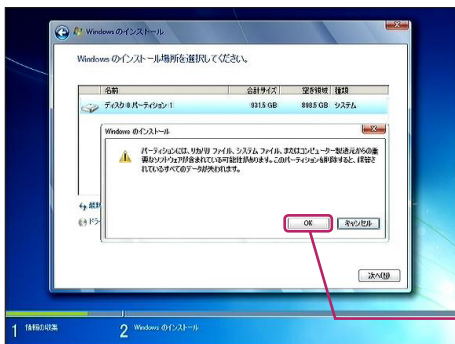 Windows のインストール
Windows のインストール場所を選択してください。
名前 合計サイズ 空き領域 種類
ディスク 0 パーティション 1 931.5 GB 898.5 GB システム
Windows のインストール
パーティションには、リカバリ ファイル、システム ファイル、またはコンピューター製造元からの重
要なソフトウェアが含まれている可能性があります。このパーティションを削除すると、保管さ
れているすべてのデータが失われます。
OK キャンセル
次へ(N)
1 情報の収集 2 Windows のインストール